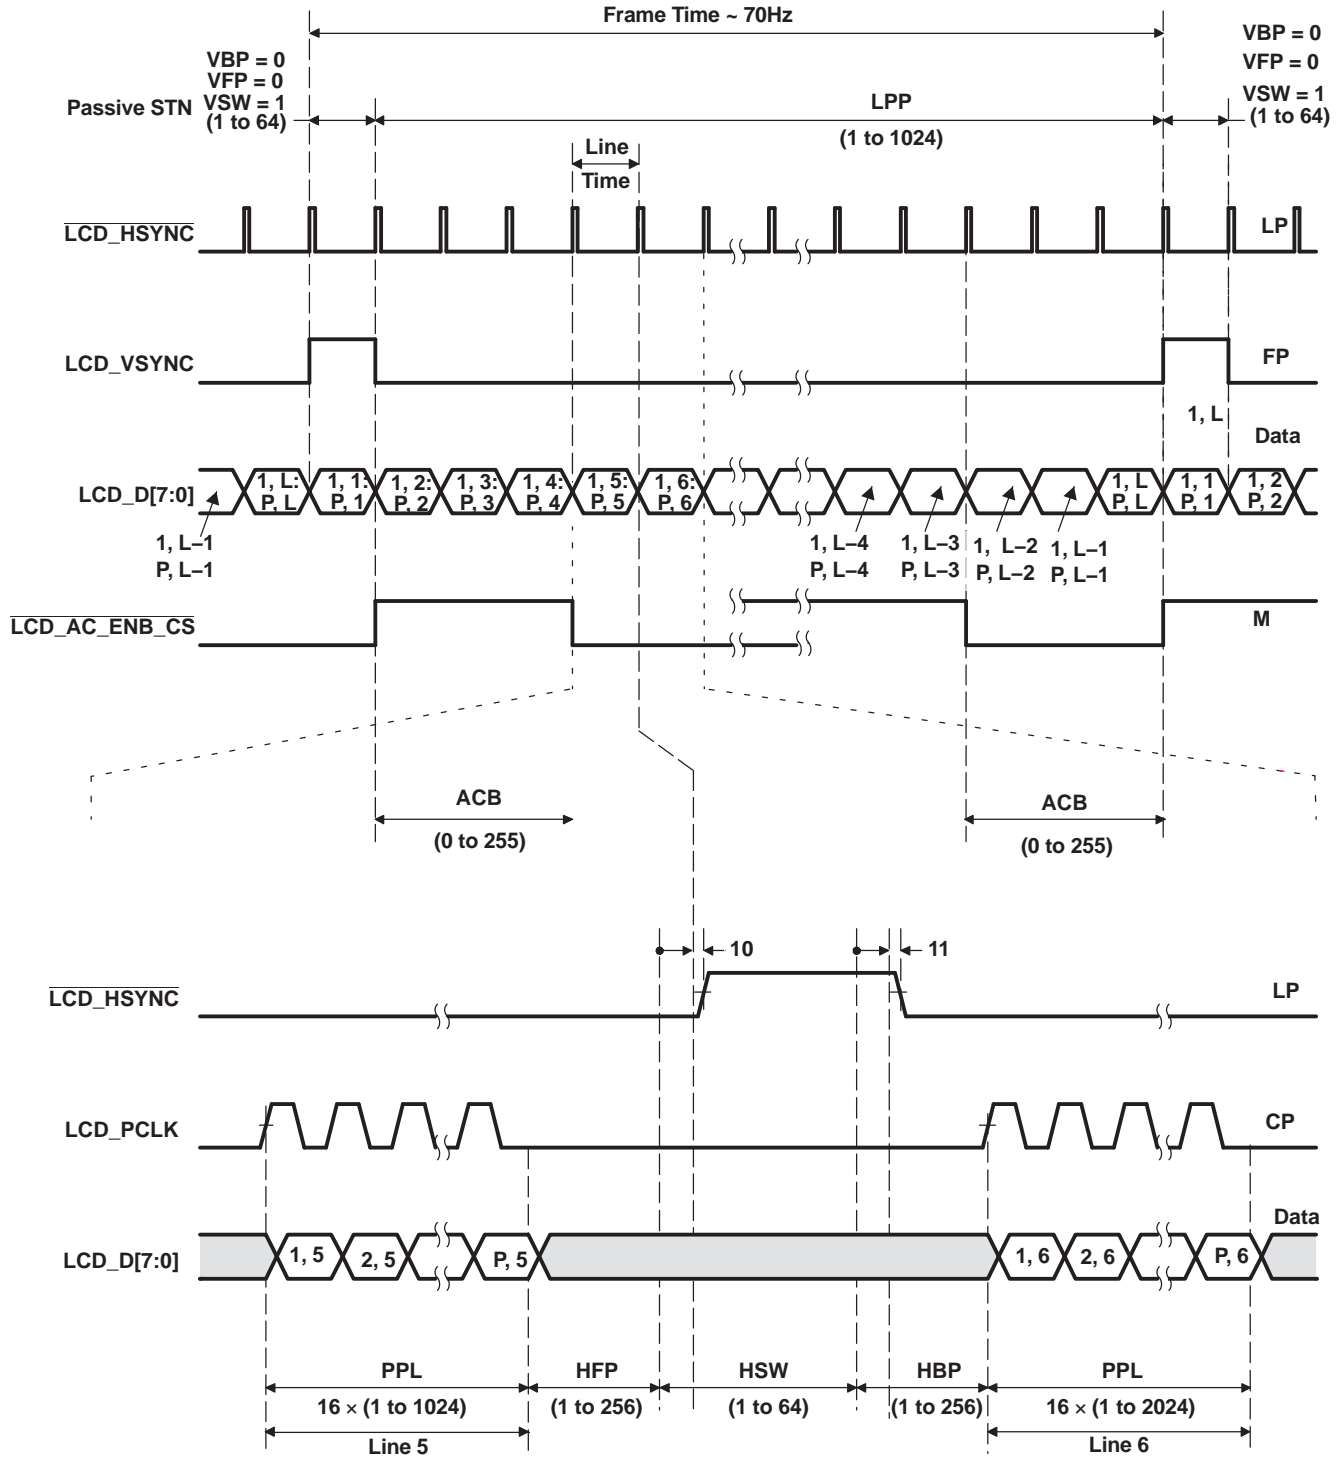 Frame Time ~ 70Hz
VBP = 0
VFP = 0
VSW = 1
(1 to 64)
VBP = 0
VFP = 0
VSW = 1
(1 to 64)
Passive STN
LPP
(1 to 1024)
Line
Time
LCD_HSYNC
LP
LCD_VSYNC
FP
1, L
Data
LCD_D[7:0]
1, L:
P, L
1, 1:
P, 1
1, 2:
P, 2
1, 3:
P, 3
1, 4:
P, 4
1, 5:
P, 5
1, 6:
P, 6
1, L
P, L
1, 1
P, 1
1, 2
P, 2
1, L–1
P, L–1
1, L–4
P, L–4
1, L–3
P, L–3
1, L–2
P, L–2
1, L–1
P, L–1
LCD_AC_ENB_CS
M
ACB
(0 to 255)
ACB
(0 to 255)
10
11
LCD_HSYNC
LP
LCD_PCLK
CP
Data
LCD_D[7:0]
1, 5
2, 5
P, 5
1, 6
2, 6
P, 6
PPL
HFP
HSW
HBP
PPL
16 × (1 to 1024)
(1 to 256)
(1 to 64)
(1 to 256)
16 × (1 to 2024)
Line 5
Line 6